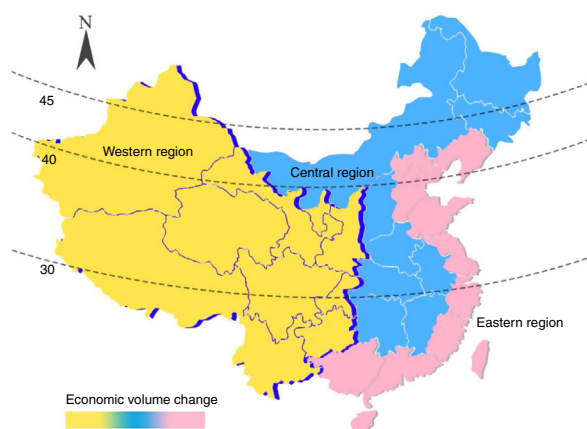 N
45
Western region
Central region
40
30
Eastern region
Economic volume change